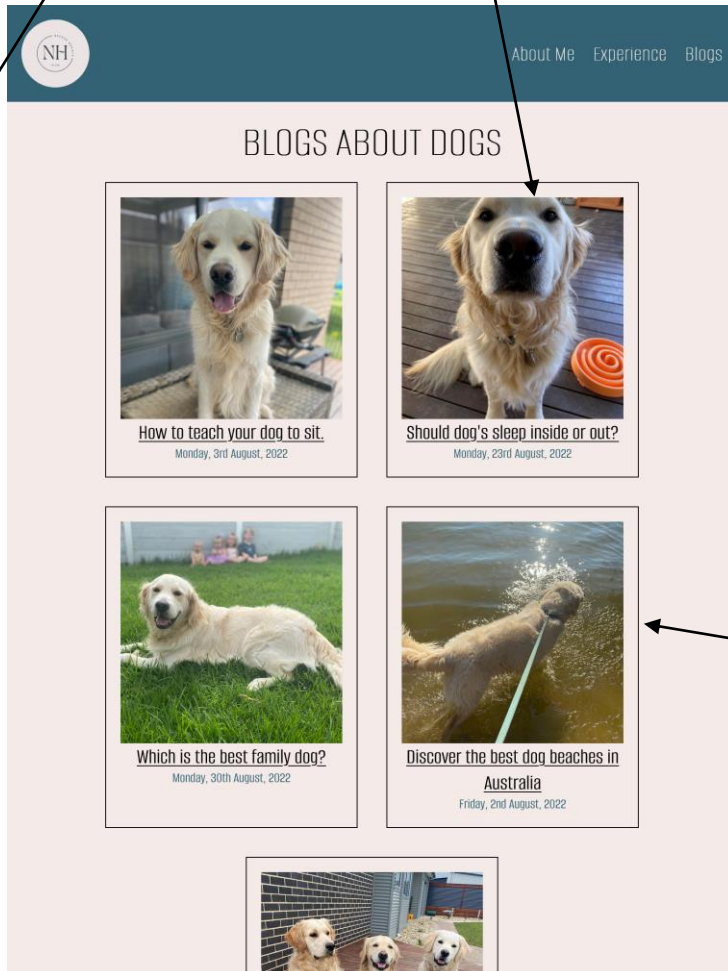 NH
About Me Experience Blogs
BLOGS ABOUT DOGS
How to teach your dog to sit.
Monday, 3rd August, 2022
Should dog's sleep inside or out?
Monday, 23rd August, 2022
Which is the best family dog?
Monday, 30th August, 2022
Discover the best dog beaches in
Australia
Friday, 2nd August, 2022